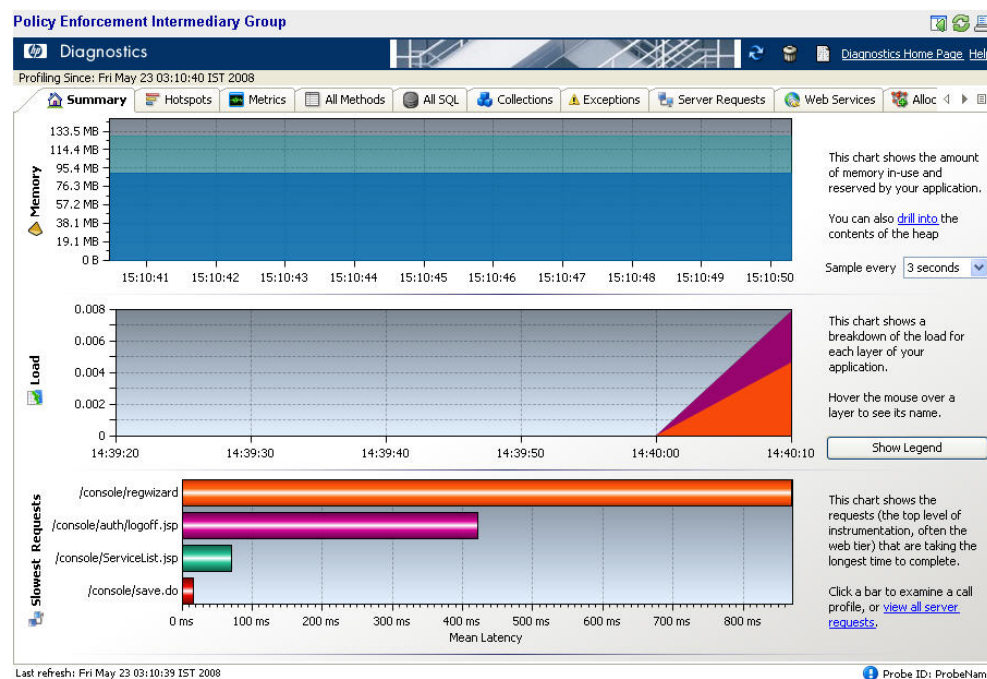 Policy Enforcement Intermediary Group
hp Diagnostics
Diagnostics Home Page Hel
Profiling Since: Fri May 23 03:10:40 IST 2008
Summary Hotspots Metrics All Methods All SQL Collections Exceptions Server Requests Web Services Alloc
Memory
133.5 MB
114.4 MB
95.4 MB
76.3 MB
57.2 MB
38.1 MB
19.1 MB
0 B
15:10:41 15:10:42 15:10:43 15:10:44 15:10:45 15:10:46 15:10:47 15:10:48 15:10:49 15:10:50
This chart shows the amount
of memory in-use and
reserved by your application.
You can also drill into the
contents of the heap
Sample every 3 seconds
Load
0.008
0.006
0.004
0.002
0
14:39:20 14:39:30 14:39:40 14:39:50 14:40:00 14:40:10
This chart shows a
breakdown of the load for
each layer of your
application.
Hover the mouse over a
layer to see its name.
Show Legend
Slowest Requests
/console/regwizard
/console/auth/logoff.jsp
/console/ServiceList.jsp
/console/save.do
0 ms 100 ms 200 ms 300 ms 400 ms 500 ms 600 ms 700 ms 800 ms
Mean Latency
This chart shows the
requests (the top level of
instrumentation, often the
web tier) that are taking the
longest time to complete.
Click a bar to examine a call
profile, or view all server
requests.
Last refresh: Fri May 23 03:10:39 IST 2008
Probe ID: ProbeNam